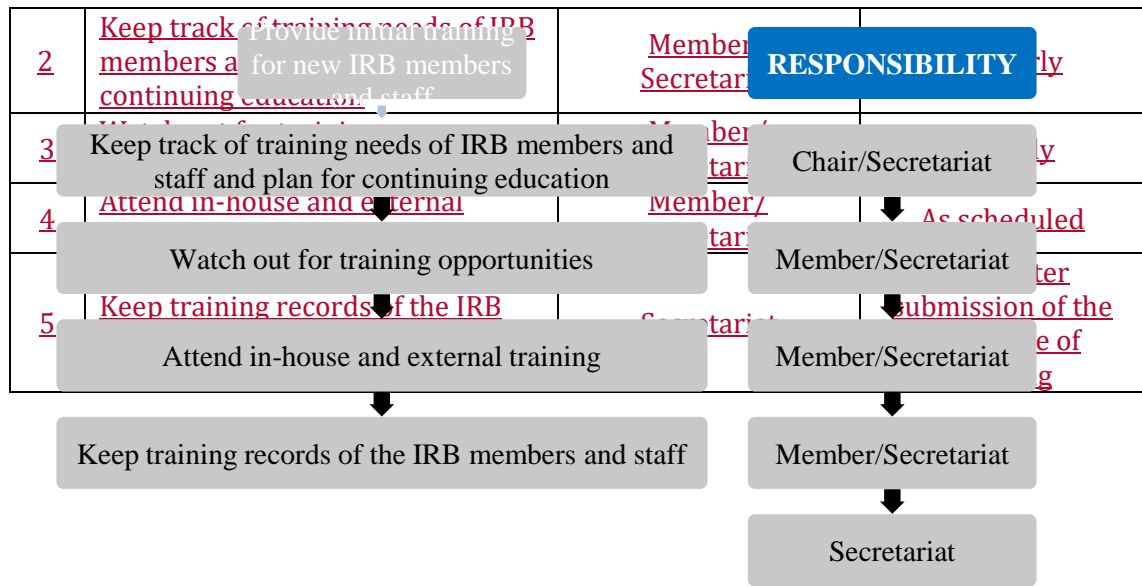 2
Keep track of training needs of IRB
members
continuing education
Provide initial training
for new IRB members
and staff
RESPONSIBILITY
3
Keep track of training needs of IRB members and
staff and plan for continuing education
Chair/Secretariat
4
Attend in-house and external
Member/
As scheduled
Watch out for training opportunities
Member/Secretariat
5
Keep training records of the IRB
Secretariat
submission of the
of
Attend in-house and external training
Member/Secretariat
Keep training records of the IRB members and staff
Member/Secretariat
Secretariat